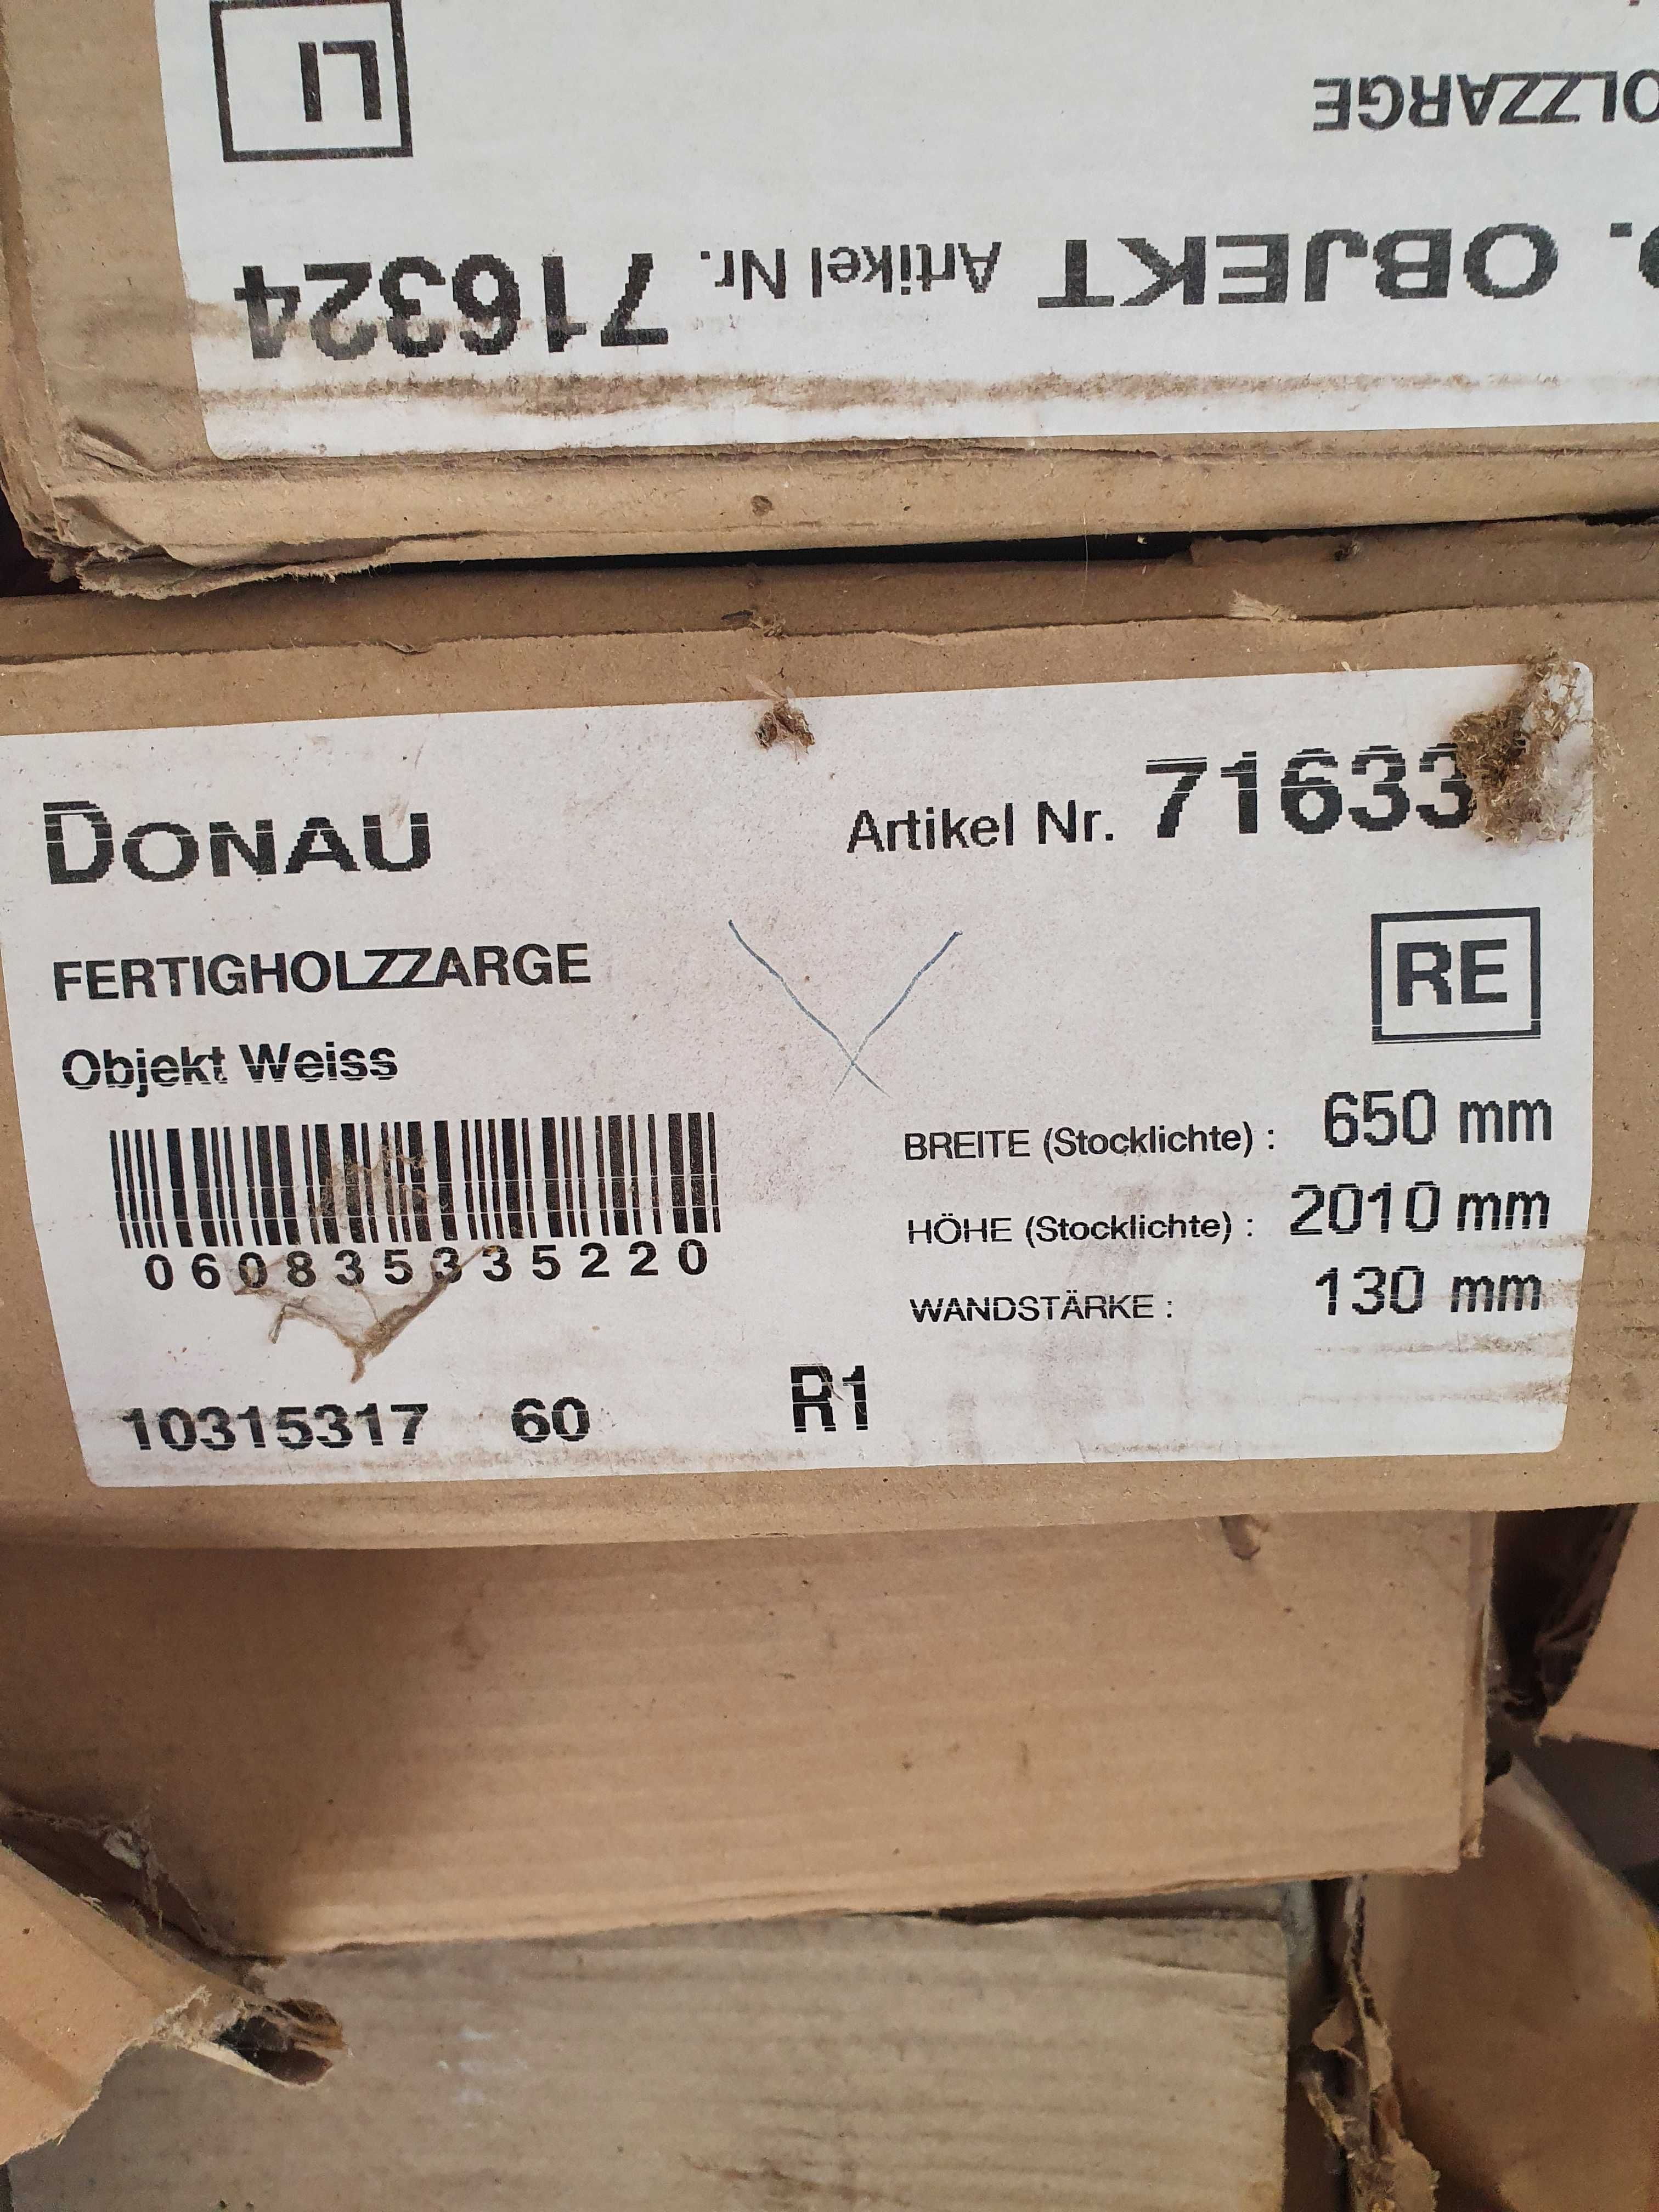 LI
OLZZARGE
. OBJEKT Artikel Nr. 716324
DONAU
Artikel Nr. 71633
FERTIGHOLZZARGE
RE
Objekt Weiss
BREITE (Stocklichte) : 650 mm
060835335220
HÖHE (Stocklichte) : 2010 mm
WANDSTÄRKE : 130 mm
10315317 60 R1